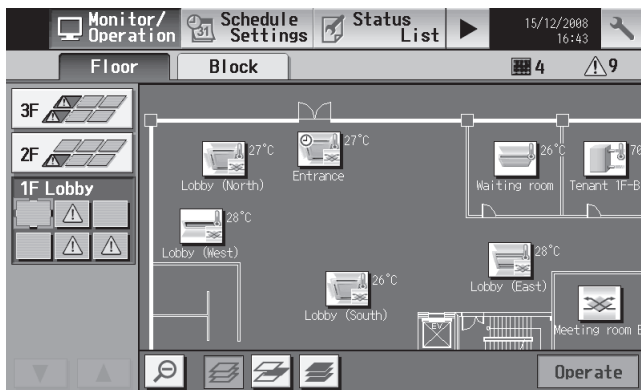 Monitor/
Operation
31
Schedule
Settings
Status
List
15/12/2008
16:43
Floor
Block
4
9
3F
2F
1F Lobby
27°C
Lobby (North)
27°C
Entrance
26°C
Waiting room
70
Tenant 1F-B
28°C
Lobby (West)
26°C
Lobby (South)
28°C
Lobby (East)
EV
Meeting room B
Operate